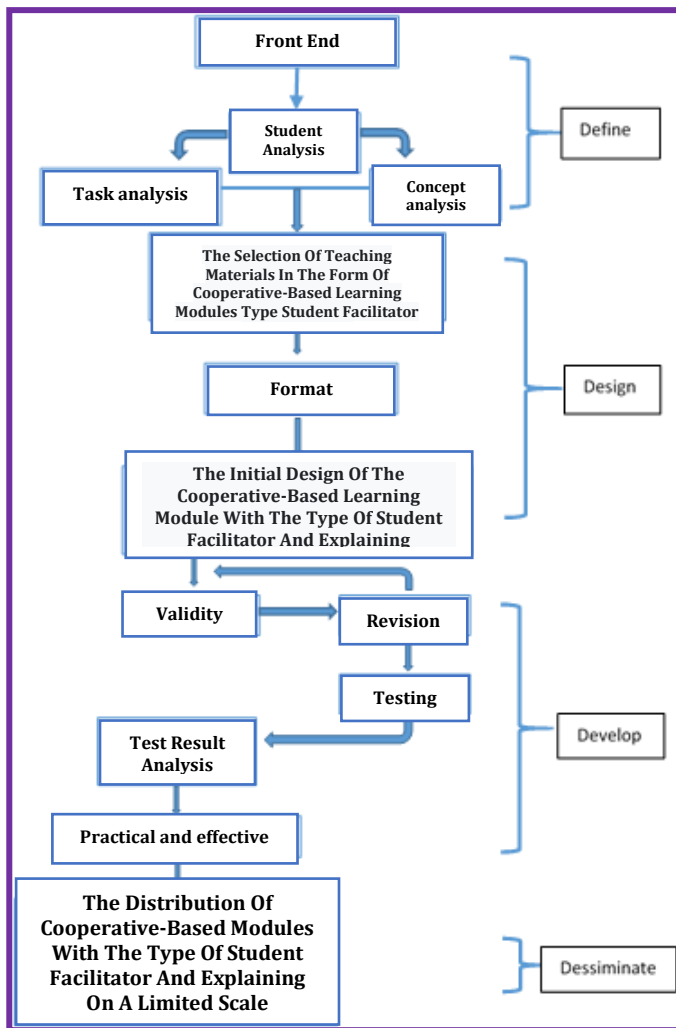 Front End
Define
Student
Analysis
Task analysis
Concept
analysis
The Selection Of Teaching
Materials In The Form Of
Cooperative-Based Learning
Modules Type Student Facilitator
Design
Format
The Initial Design Of The
Cooperative-Based Learning
Module With The Type Of Student
Facilitator And Explaining
Validity
Revision
Testing
Develop
Test Result
Analysis
Practical and effective
The Distribution Of
Cooperative-Based Modules
With The Type Of Student
Facilitator And Explaining
On A Limited Scale
Dessiminate